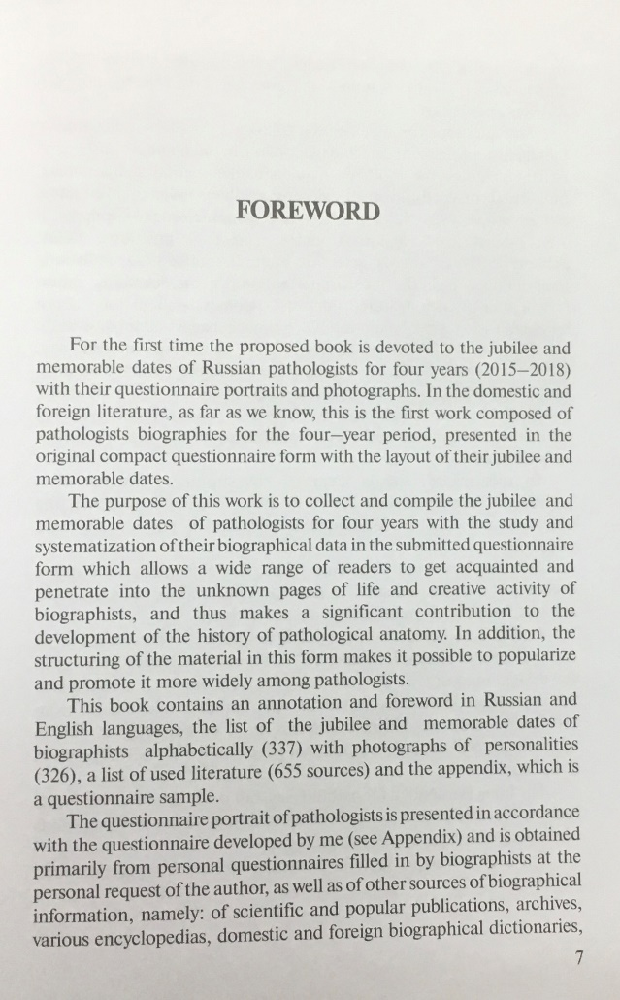 FOREWORD
For the first time the proposed book is devoted to the jubilee and
memorable dates of Russian pathologists for four years (2015–2018)
with their questionnaire portraits and photographs. In the domestic and
foreign literature, as far as we know, this is the first work composed of
pathologists biographies for the four–year period, presented in the
original compact questionnaire form with the layout of their jubilee and
memorable dates.
The purpose of this work is to collect and compile the jubilee and
memorable dates of pathologists for four years with the study and
systematization of their biographical data in the submitted questionnaire
form which allows a wide range of readers to get acquainted and
penetrate into the unknown pages of life and creative activity of
biographists, and thus makes a significant contribution to the
development of the history of pathological anatomy. In addition, the
structuring of the material in this form makes it possible to popularize
and promote it more widely among pathologists.
This book contains an annotation and foreword in Russian and
English languages, the list of the jubilee and memorable dates of
biographists alphabetically (337) with photographs of personalities
(326), a list of used literature (655 sources) and the appendix, which is
a questionnaire sample.
The questionnaire portrait of pathologists is presented in accordance
with the questionnaire developed by me (see Appendix) and is obtained
primarily from personal questionnaires filled in by biographists at the
personal request of the author, as well as of other sources of biographical
information, namely: of scientific and popular publications, archives,
various encyclopedias, domestic and foreign biographical dictionaries,
7